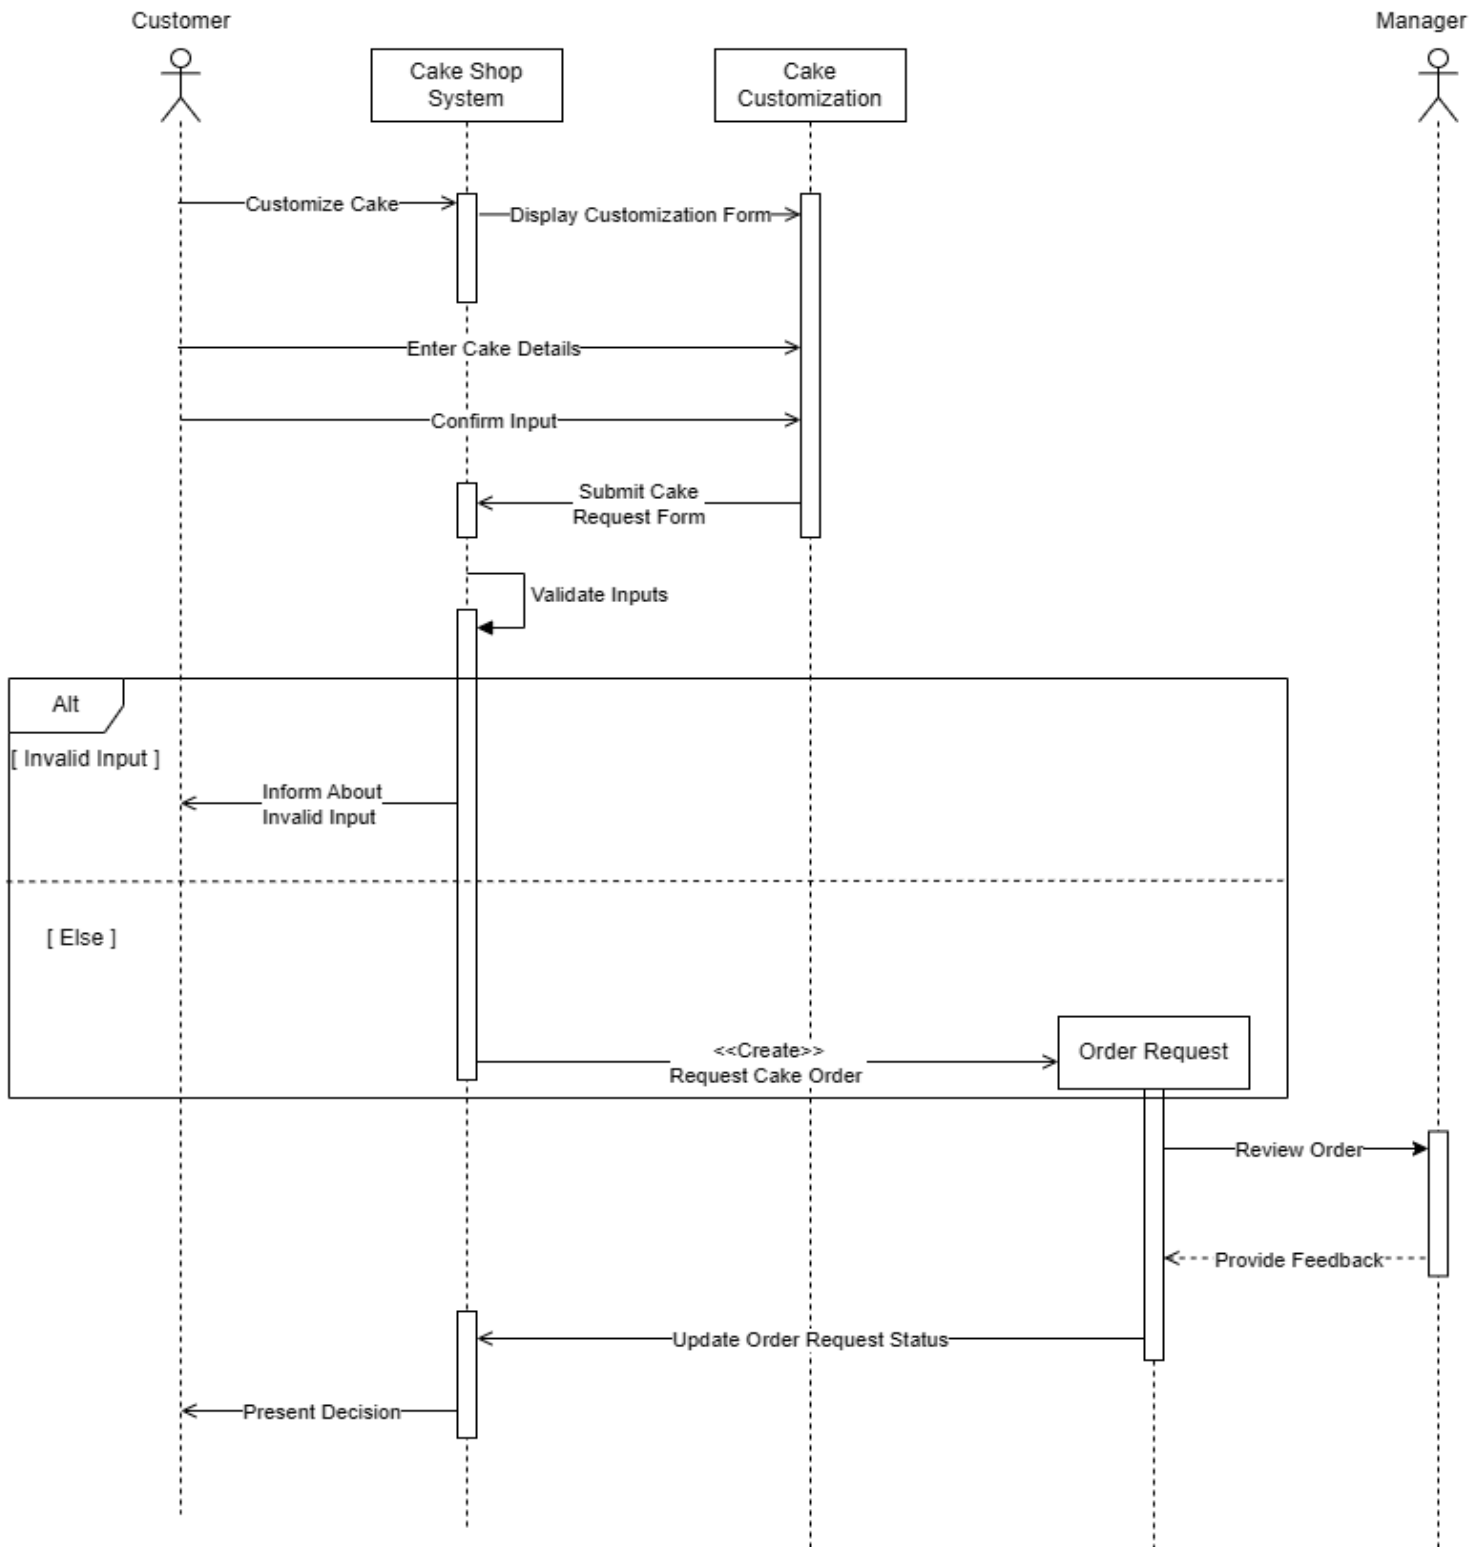 Customer
Manager
Cake Shop
System
Cake
Customization
Customize Cake
Display Customization Form
Enter Cake Details
Confirm Input
Submit Cake
Request Form
Validate Inputs
Alt
[ Invalid Input ]
Inform About
Invalid Input
[ Else ]
<<Create>>
Request Cake Order
Order Request
Review Order
Provide Feedback
Update Order Request Status
Present Decision